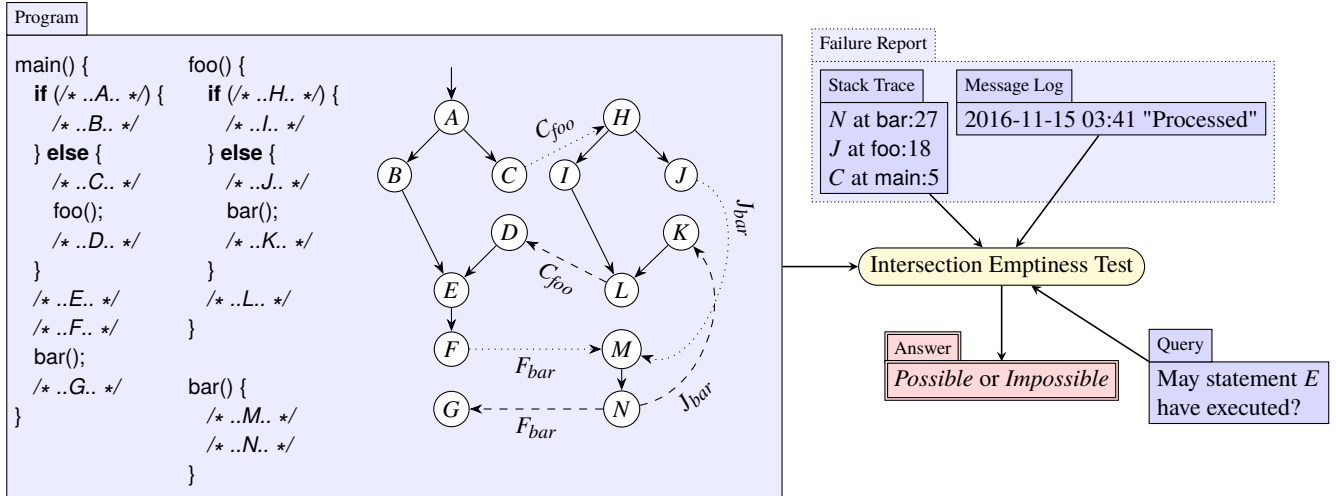 Program
main() {
if (/* ..A.. */) {
/* ..B.. */
} else {
/* ..C.. */
foo();
/* ..D.. */
}
/* ..E.. */
/* ..F.. */
bar();
/* ..G.. */
}
foo() {
if (/* ..H.. */) {
/* ..I.. */
} else {
/* ..J.. */
bar();
/* ..K.. */
}
/* ..L.. */
}
bar() {
/* ..M.. */
/* ..N.. */
}
A
C_foo
H
B
C
I
J
J_bar
D
K
C_foo
E
L
F
F_bar
M
G
F_bar
N
J_bar
Failure Report
Stack Trace
N at bar:27
J at foo:18
C at main:5
Message Log
2016-11-15 03:41 "Processed"
Intersection Emptiness Test
Answer
Possible or Impossible
Query
May statement E
have executed?